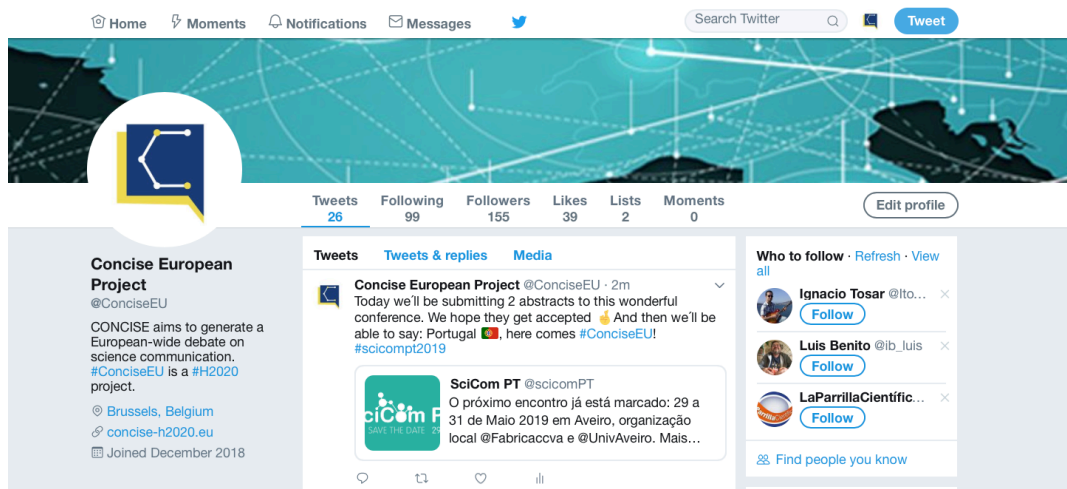 Home Moments Notifications Messages Search Twitter Tweet
Tweets Following Followers Likes Lists Moments
26 99 155 39 2 0
Edit profile
Concise European
Project
@ConciseEU
CONCISE aims to generate a
European-wide debate on
science communication.
#ConciseEU is a #H2020
project.
Brussels, Belgium
concise-h2020.eu
Joined December 2018
Tweets Tweets & replies Media
Concise European Project @ConciseEU · 2m
Today we´ll be submitting 2 abstracts to this wonderful
conference. We hope they get accepted 🤞And then we´ll be
able to say: Portugal 🇵🇹, here comes #ConciseEU!
#scicompt2019
ciCom P
SAVE THE DATE 29
SciCom PT @scicomPT
O próximo encontro já está marcado: 29 a
31 de Maio 2019 em Aveiro, organização
local @Fabricaccva e @UnivAveiro. Mais...
Who to follow · Refresh · View
all
Ignacio Tosar @Ito...
Follow
Luis Benito @ib_luis
Follow
LaParrillaCientífic...
Follow
Find people you know